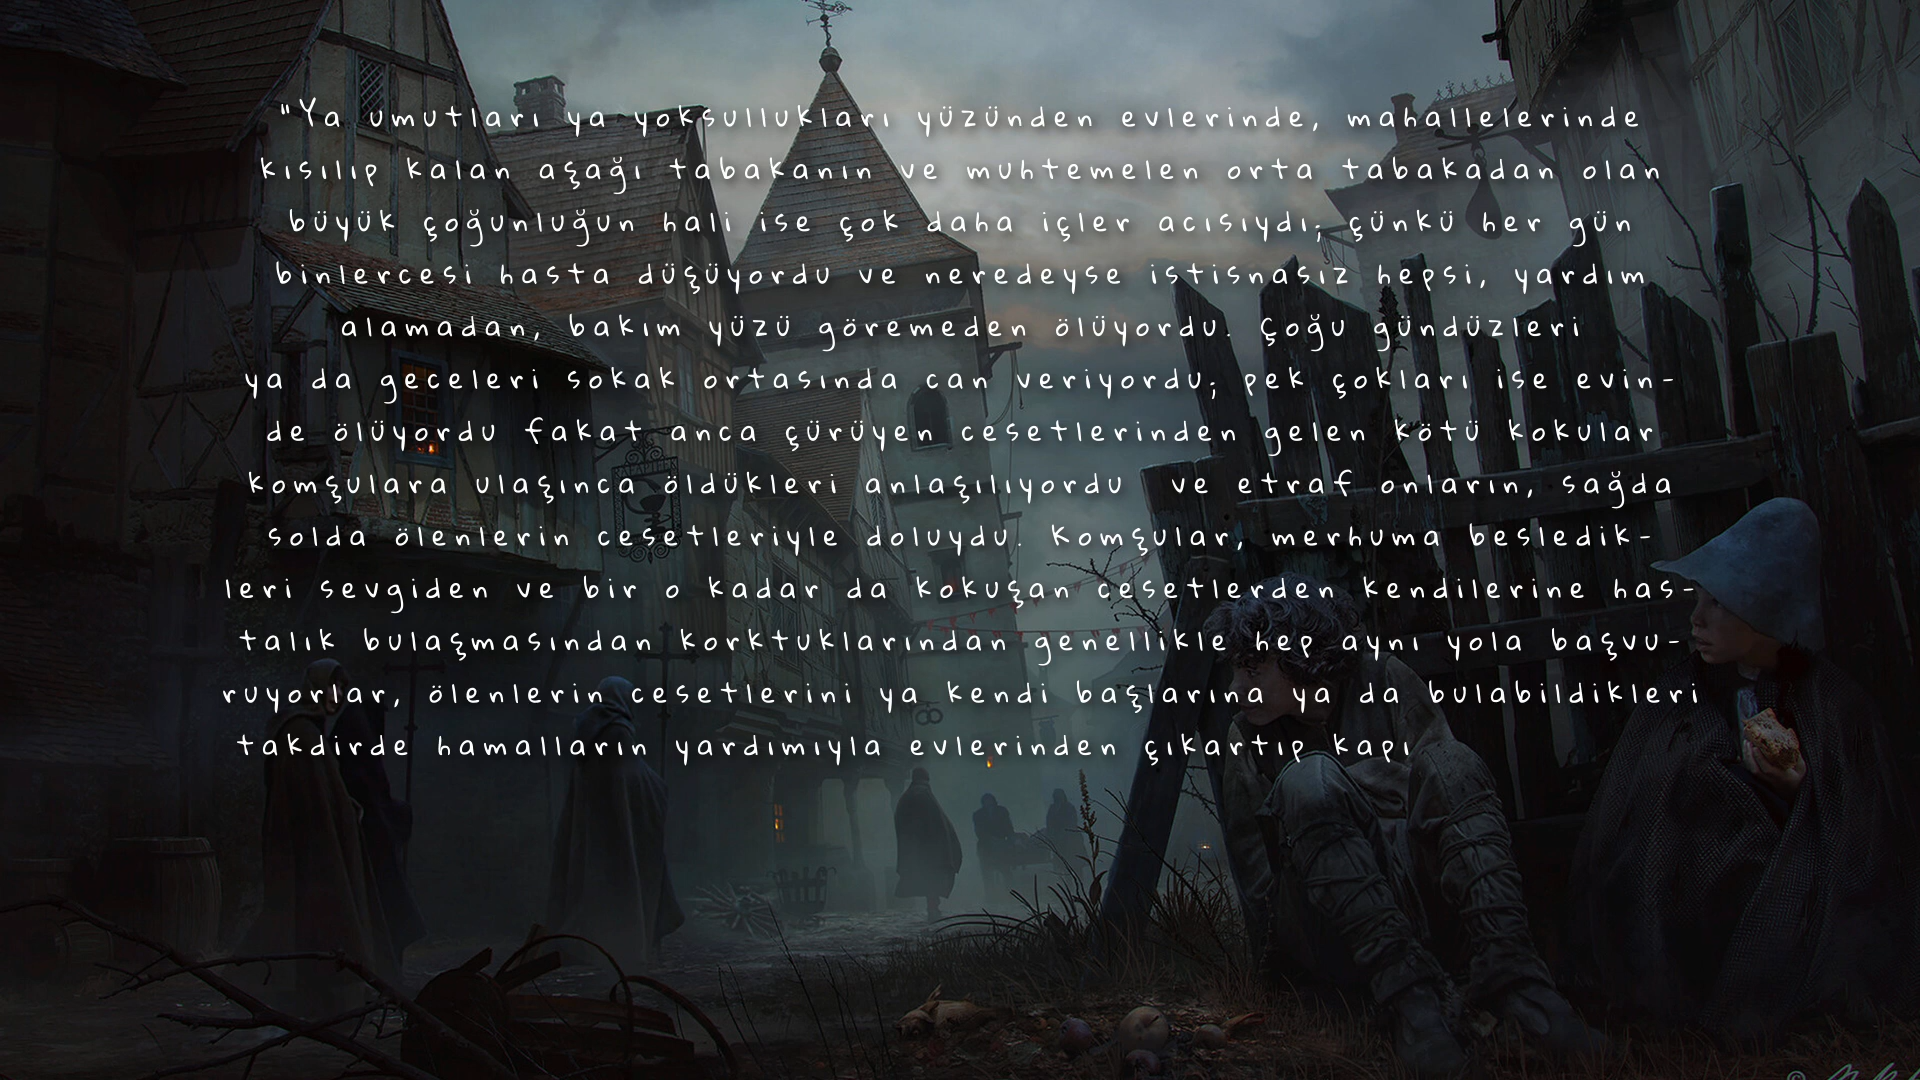 "Ya umutları ya yoksullukları yüzünden evlerinde, mahallelerinde
kısılıp kalan aşağı tabakanın ve muhtemelen orta tabakadan olan
büyük çoğunluğun hali ise çok daha içler acısıydı; çünkü her gün
binlercesi hasta düşüyordu ve neredeyse istisnasız hepsi, yardım
alamadan, bakım yüzü göremeden ölüyordu. Çoğu gündüzleri
ya da geceleri sokak ortasında can veriyordu; pek çokları ise evin-
de ölüyordu fakat anca çürüyen cesetlerinden gelen kötü kokular
komşulara ulaşınca öldükleri anlaşılıyordu ve etraf onların, sağda
solda ölenlerin cesetleriyle doluydu. Komşular, merhuma besledik-
leri sevgiden ve bir o kadar da kokuşan cesetlerden kendilerine has-
talık bulaşmasından korktuklarından genellikle hep aynı yola başvu-
ruyorlar, ölenlerin cesetlerini ya kendi başlarına ya da bulabildikleri
takdirde hamalların yardımıyla evlerinden çıkartıp kapı